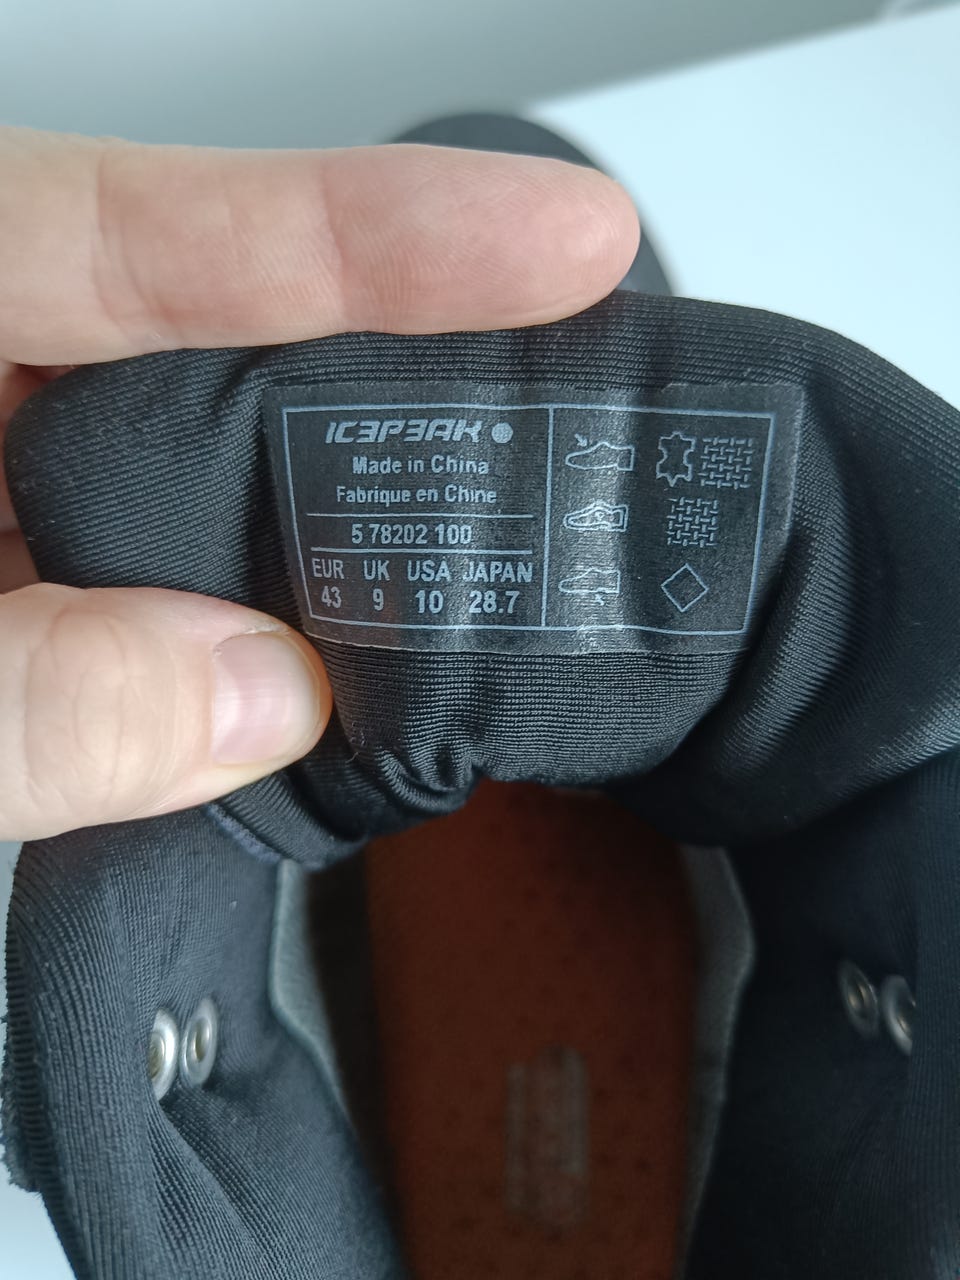 ICEPEAK
Made in China
Fabrique en Chine
5 78202 100
EUR UK USA JAPAN
43 9 10 28.7